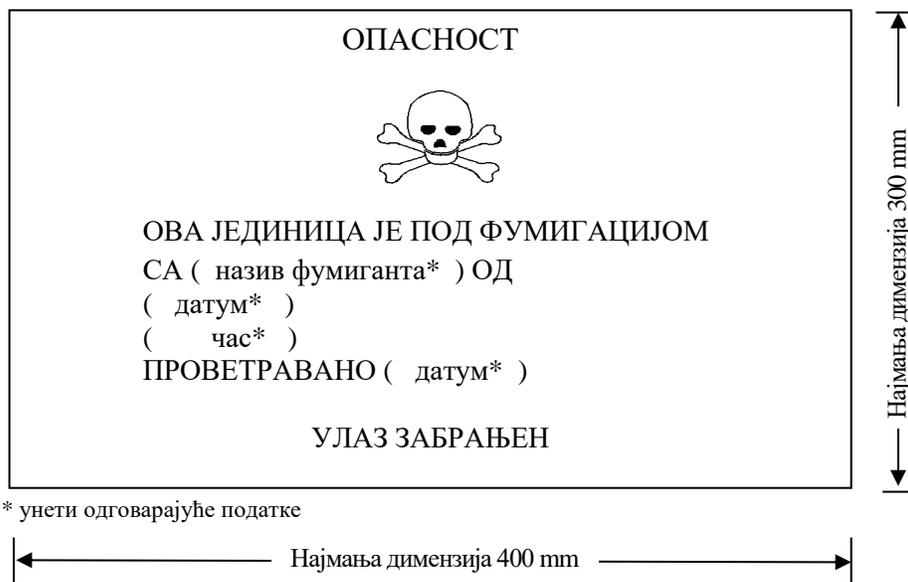 ОПАСНОСТ
ОВА ЈЕДИНИЦА ЈЕ ПОД ФУМИГАЦИЈОМ
СА ( назив фумиганта* ) ОД
( датум* )
( час* )
ПРОВЕТРАВАНО ( датум* )
УЛАЗ ЗАБРАЊЕН
Најмања димензија 300 mm
* унети одговарајуће податке
Најмања димензија 400 mm